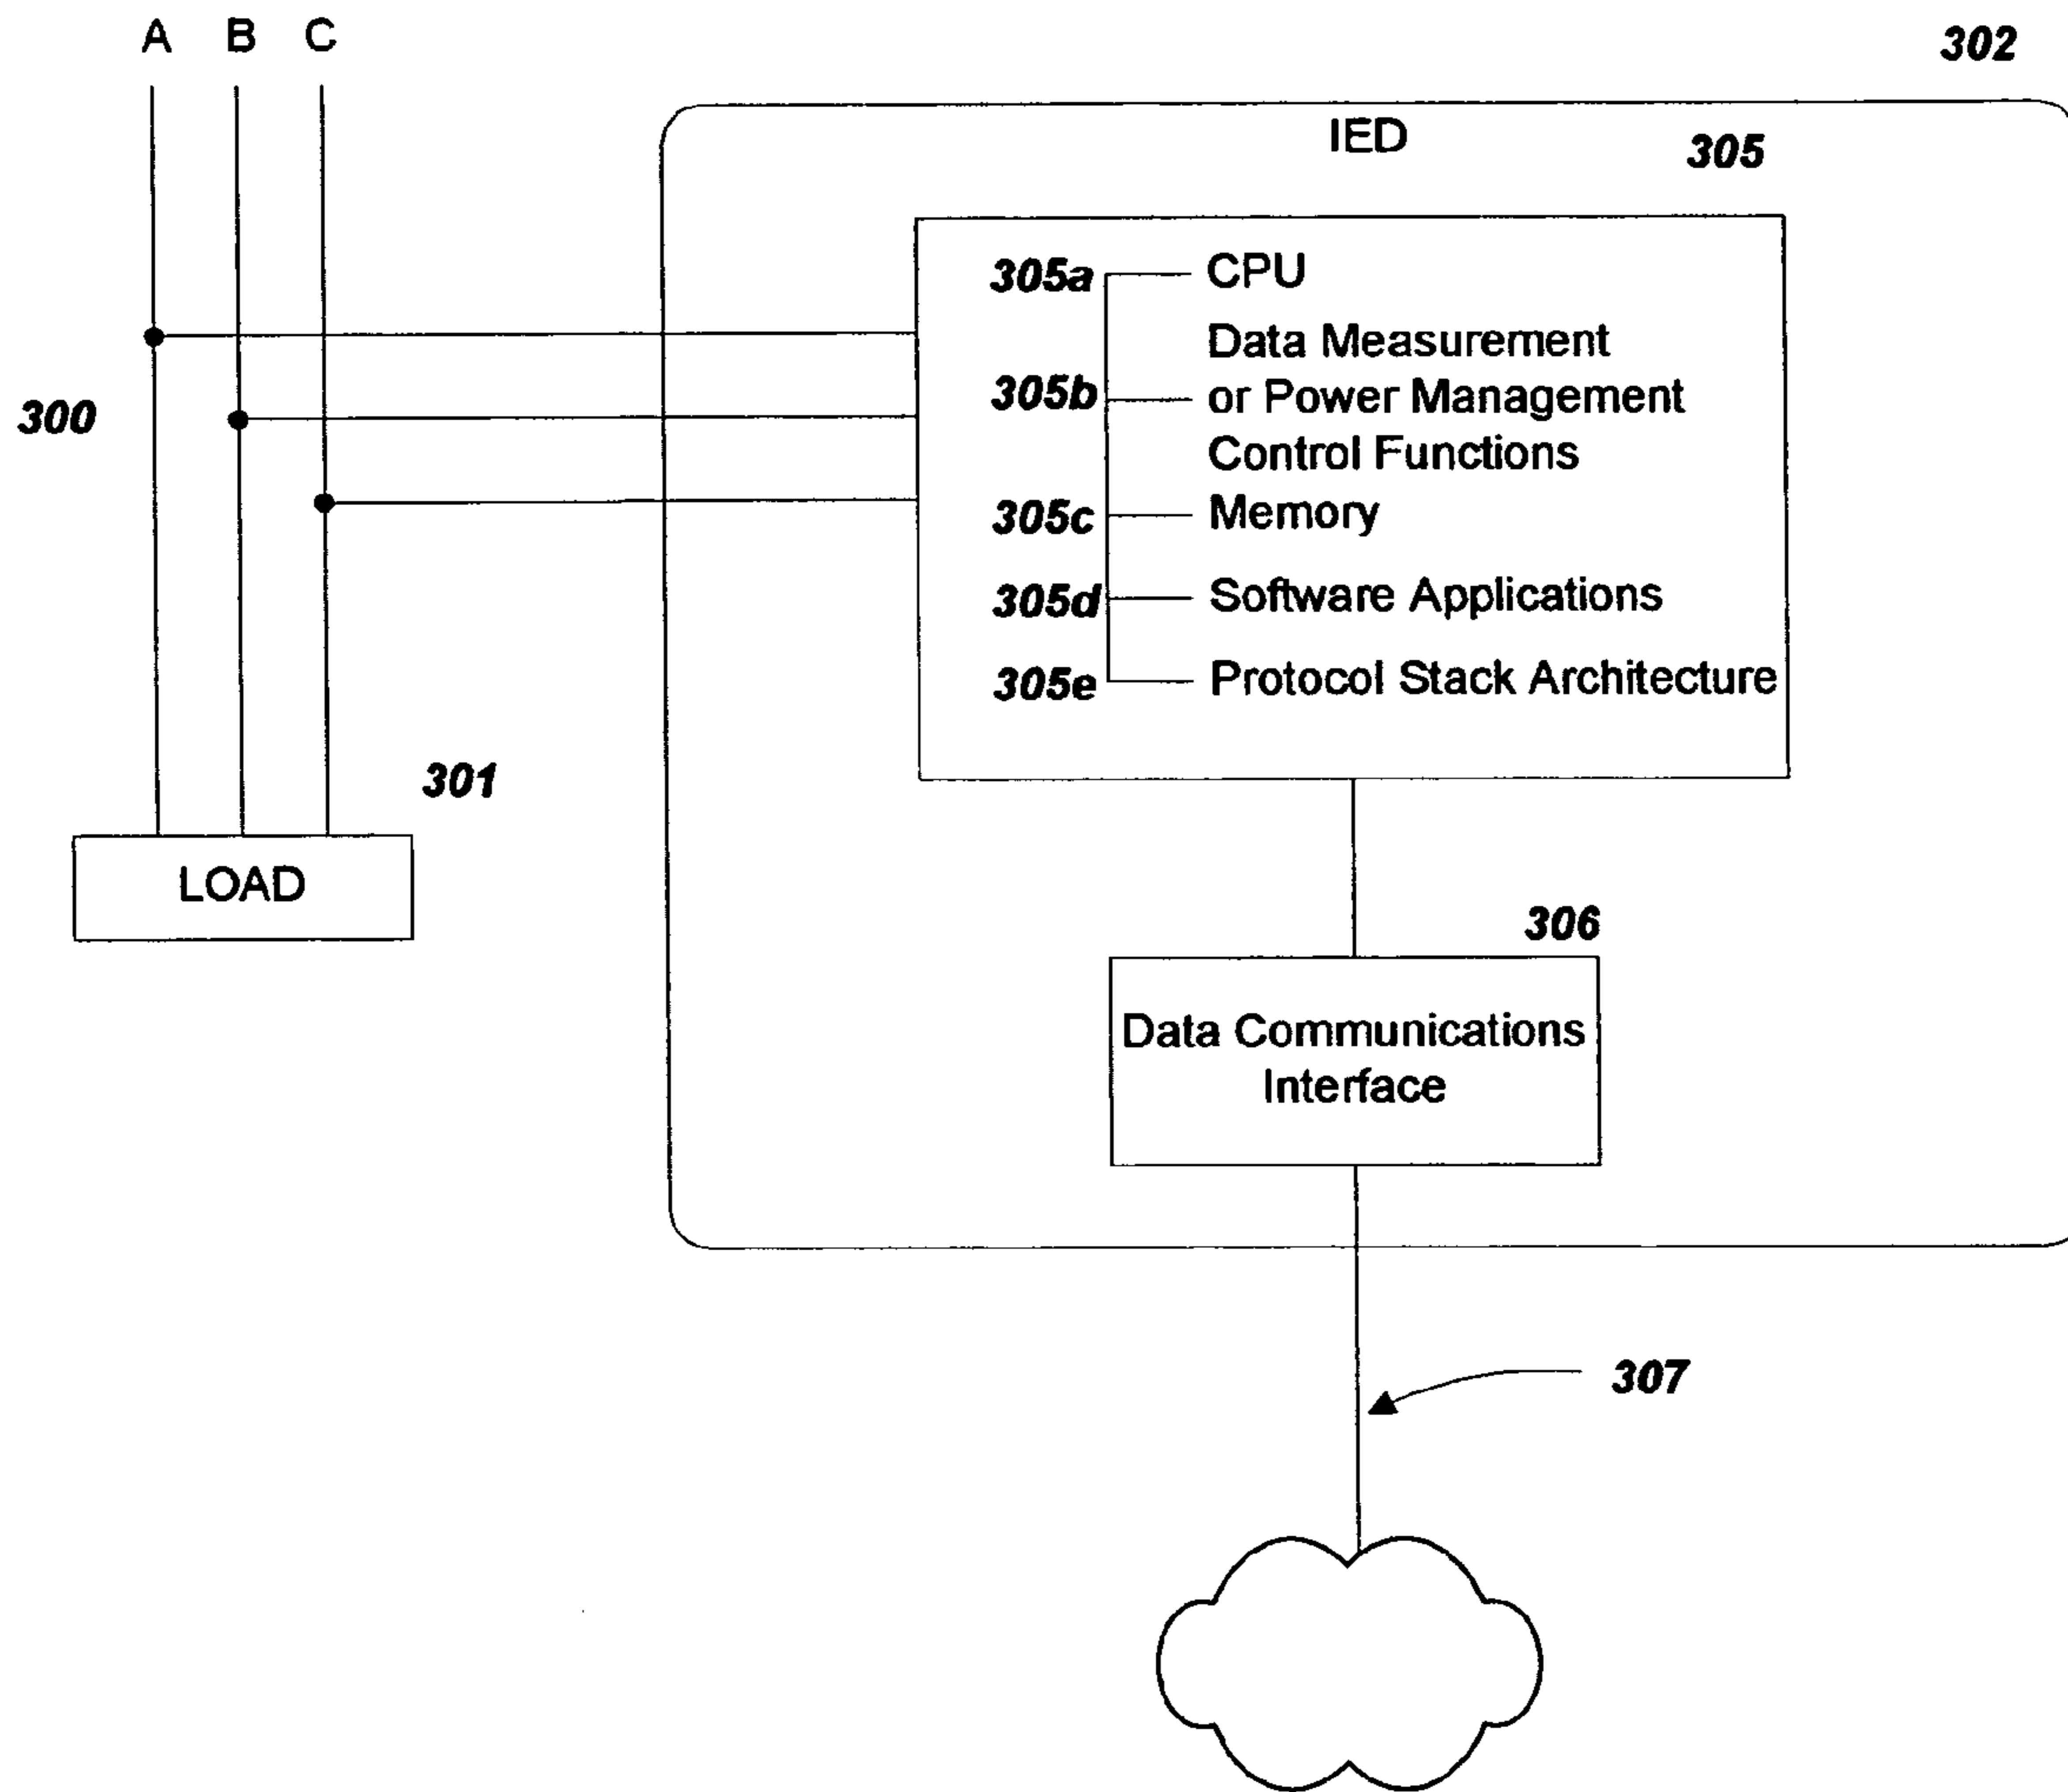 A B C
302
IED
305
305a CPU
Data Measurement
305b or Power Management
Control Functions
305c Memory
305d Software Applications
305e Protocol Stack Architecture
300
301
LOAD
306
Data Communications
Interface
307